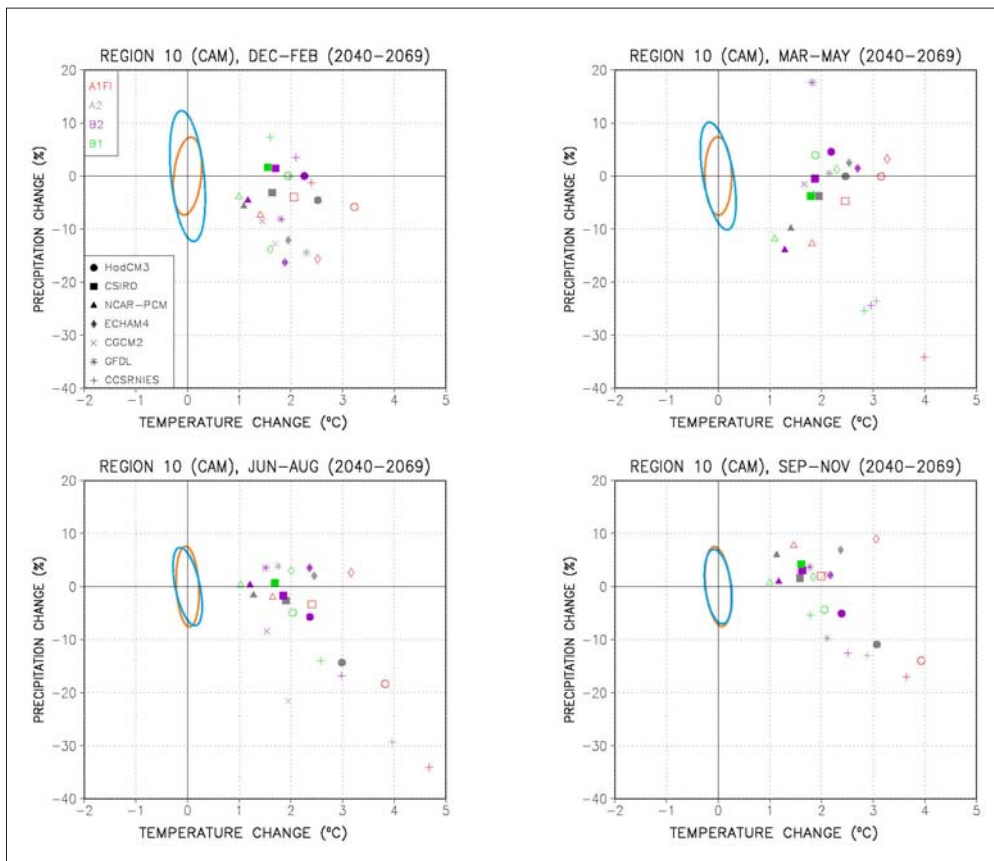 REGION 10 (CAM), DEC-FEB (2040-2069)
20
10
0
-10
-20
-30
-40
PRECIPITATION CHANGE (%)
A1FI
A2
B2
B1
HadCM3
CSIRO
NCAR-PCM
ECHAM4
CGCM2
GFDL
CCSRNIES
-2 -1 0 1 2 3 4 5
TEMPERATURE CHANGE (ºC)
REGION 10 (CAM), MAR-MAY (2040-2069)
20
10
0
-10
-20
-30
-40
PRECIPITATION CHANGE (%)
-2 -1 0 1 2 3 4 5
TEMPERATURE CHANGE (ºC)
REGION 10 (CAM), JUN-AUG (2040-2069)
20
10
0
-10
-20
-30
-40
PRECIPITATION CHANGE (%)
-2 -1 0 1 2 3 4 5
TEMPERATURE CHANGE (ºC)
REGION 10 (CAM), SEP-NOV (2040-2069)
20
10
0
-10
-20
-30
-40
PRECIPITATION CHANGE (%)
-2 -1 0 1 2 3 4 5
TEMPERATURE CHANGE (ºC)